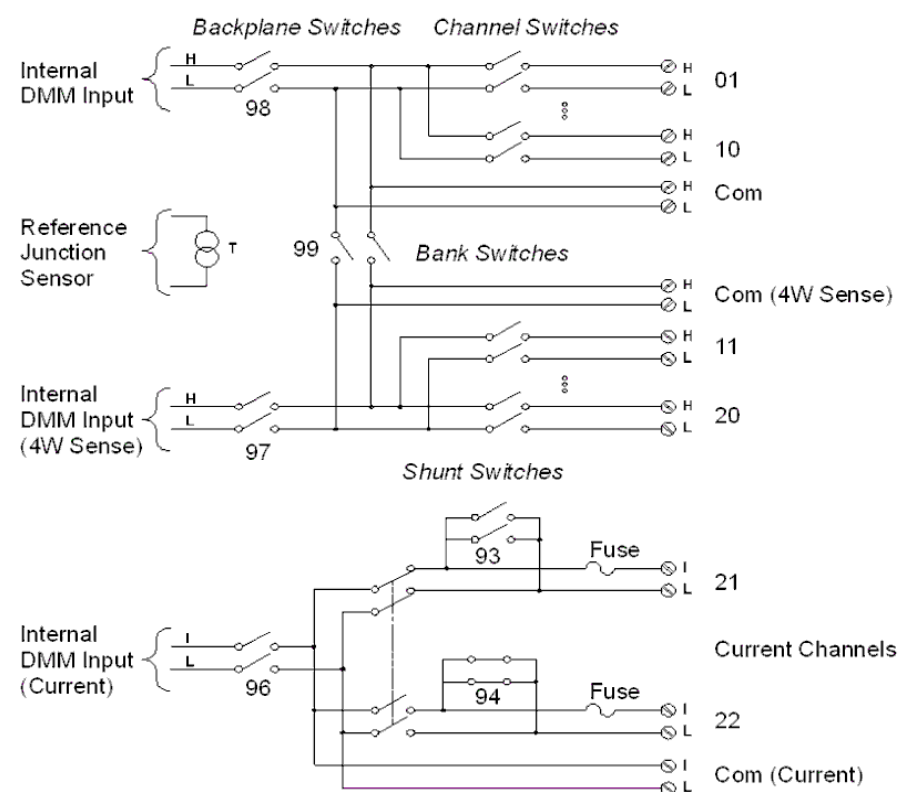 Backplane Switches Channel Switches
Internal
DMM Input
H
L
98
H
L
01
H
L
10
H
L
Com
Reference
Junction
Sensor
T
99
Bank Switches
H
L
Com (4W Sense)
H
L
11
Internal
DMM Input
(4W Sense)
H
L
97
H
L
20
Shunt Switches
93
Fuse
I
L
21
Internal
DMM Input
(Current)
I
L
96
Current Channels
94
Fuse
I
L
22
I
L
Com (Current)